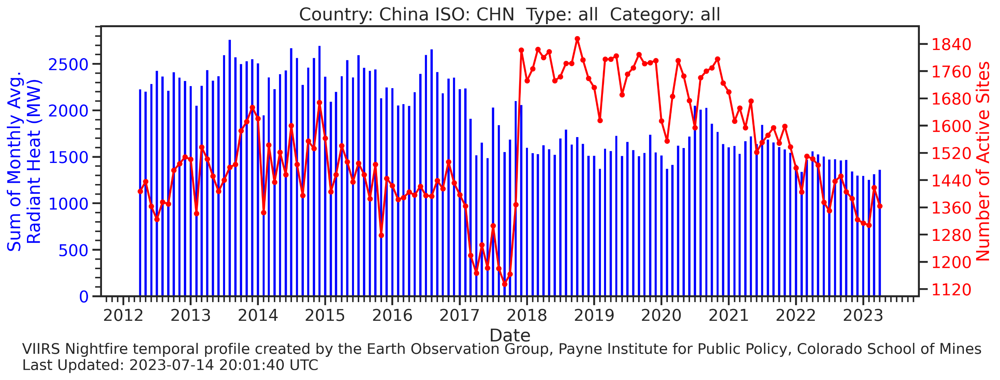 Country: China ISO: CHN  Type: all  Category: all
Sum of Monthly Avg.
Radiant Heat (MW)
2500
2000
1500
1000
500
0
1840
1760
1680
1600
1520
1440
1360
1280
1200
1120
Number of Active Sites
2012 2013 2014 2015 2016 2017 2018 2019 2020 2021 2022 2023
Date
VIIRS Nightfire temporal profile created by the Earth Observation Group, Payne Institute for Public Policy, Colorado School of Mines
Last Updated: 2023-07-14 20:01:40 UTC